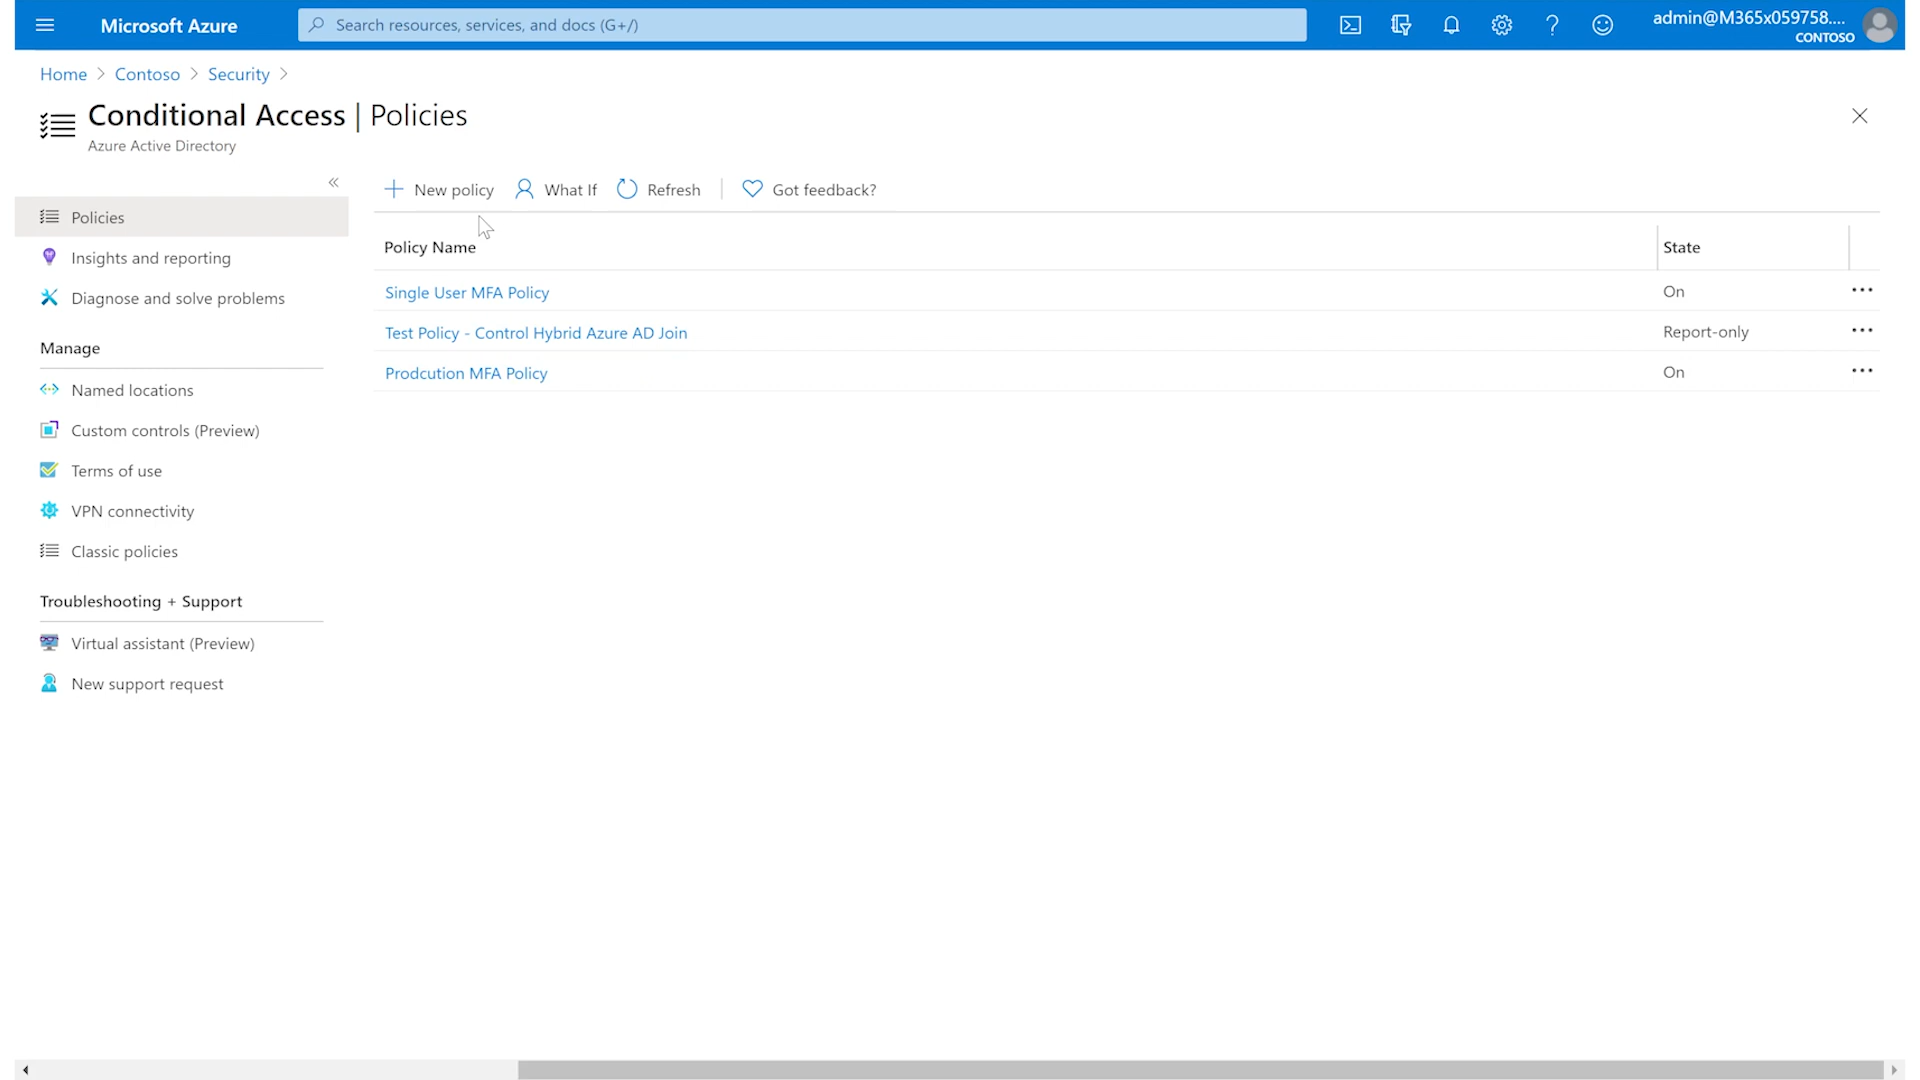 Microsoft Azure
Search resources, services, and docs (G+/)
admin@M365x059758....
CONTOSO
Home > Contoso > Security >
Conditional Access | Policies
Azure Active Directory
«
New policy
What If
Refresh
Got feedback?
Policies
Insights and reporting
Diagnose and solve problems
Manage
Named locations
Custom controls (Preview)
Terms of use
VPN connectivity
Classic policies
Troubleshooting + Support
Virtual assistant (Preview)
New support request
Policy Name State
Single User MFA Policy On ...
Test Policy - Control Hybrid Azure AD Join Report-only ...
Prodcution MFA Policy On ...